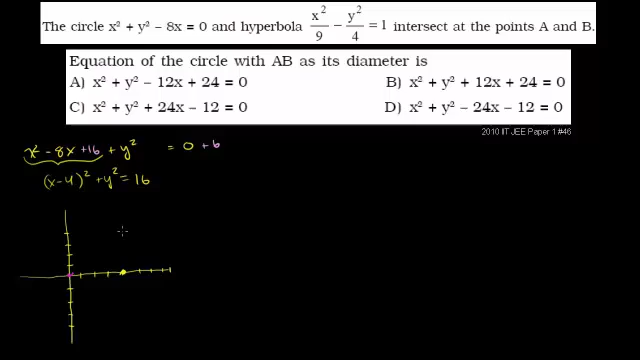 The circle x² + y² – 8x = 0 and hyperbola x²/9 – y²/4 = 1 intersect at the points A and B.
Equation of the circle with AB as its diameter is
A) x² + y² – 12x + 24 = 0 B) x² + y² + 12x + 24 = 0
C) x² + y² + 24x – 12 = 0 D) x² + y² – 24x – 12 = 0
2010 IIT JEE Paper 1 #46
x² - 8x +16 + y² = 0 + 6
(x-4)² + y² = 16